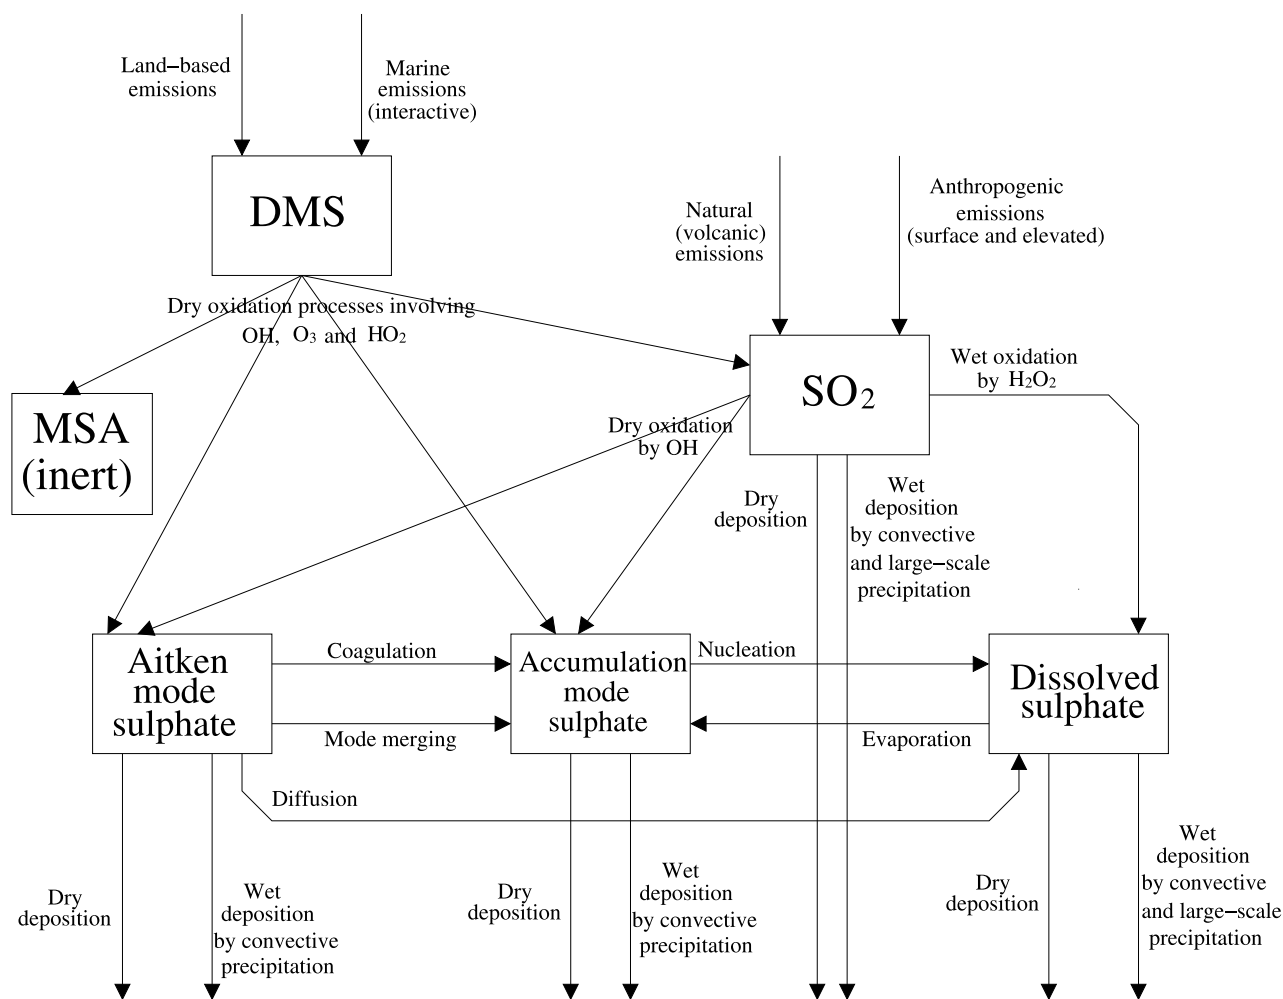 Land−based
emissions
Marine
emissions
(interactive)
DMS
Natural
(volcanic)
emissions
Anthropogenic
emissions
(surface and elevated)
Dry oxidation processes involving
OH, O3 and HO2
SO2
Wet oxidation
by H2O2
MSA
(inert)
Dry oxidation
by OH
Dry
deposition
Wet
deposition
by convective
and large−scale
precipitation
Aitken
mode
sulphate
Coagulation
Mode merging
Accumulation
mode
sulphate
Nucleation
Evaporation
Dissolved
sulphate
Diffusion
Dry
deposition
Wet
deposition
by convective
precipitation
Dry
deposition
Wet
deposition
by convective
precipitation
Dry
deposition
Wet
deposition
by convective
and large−scale
precipitation